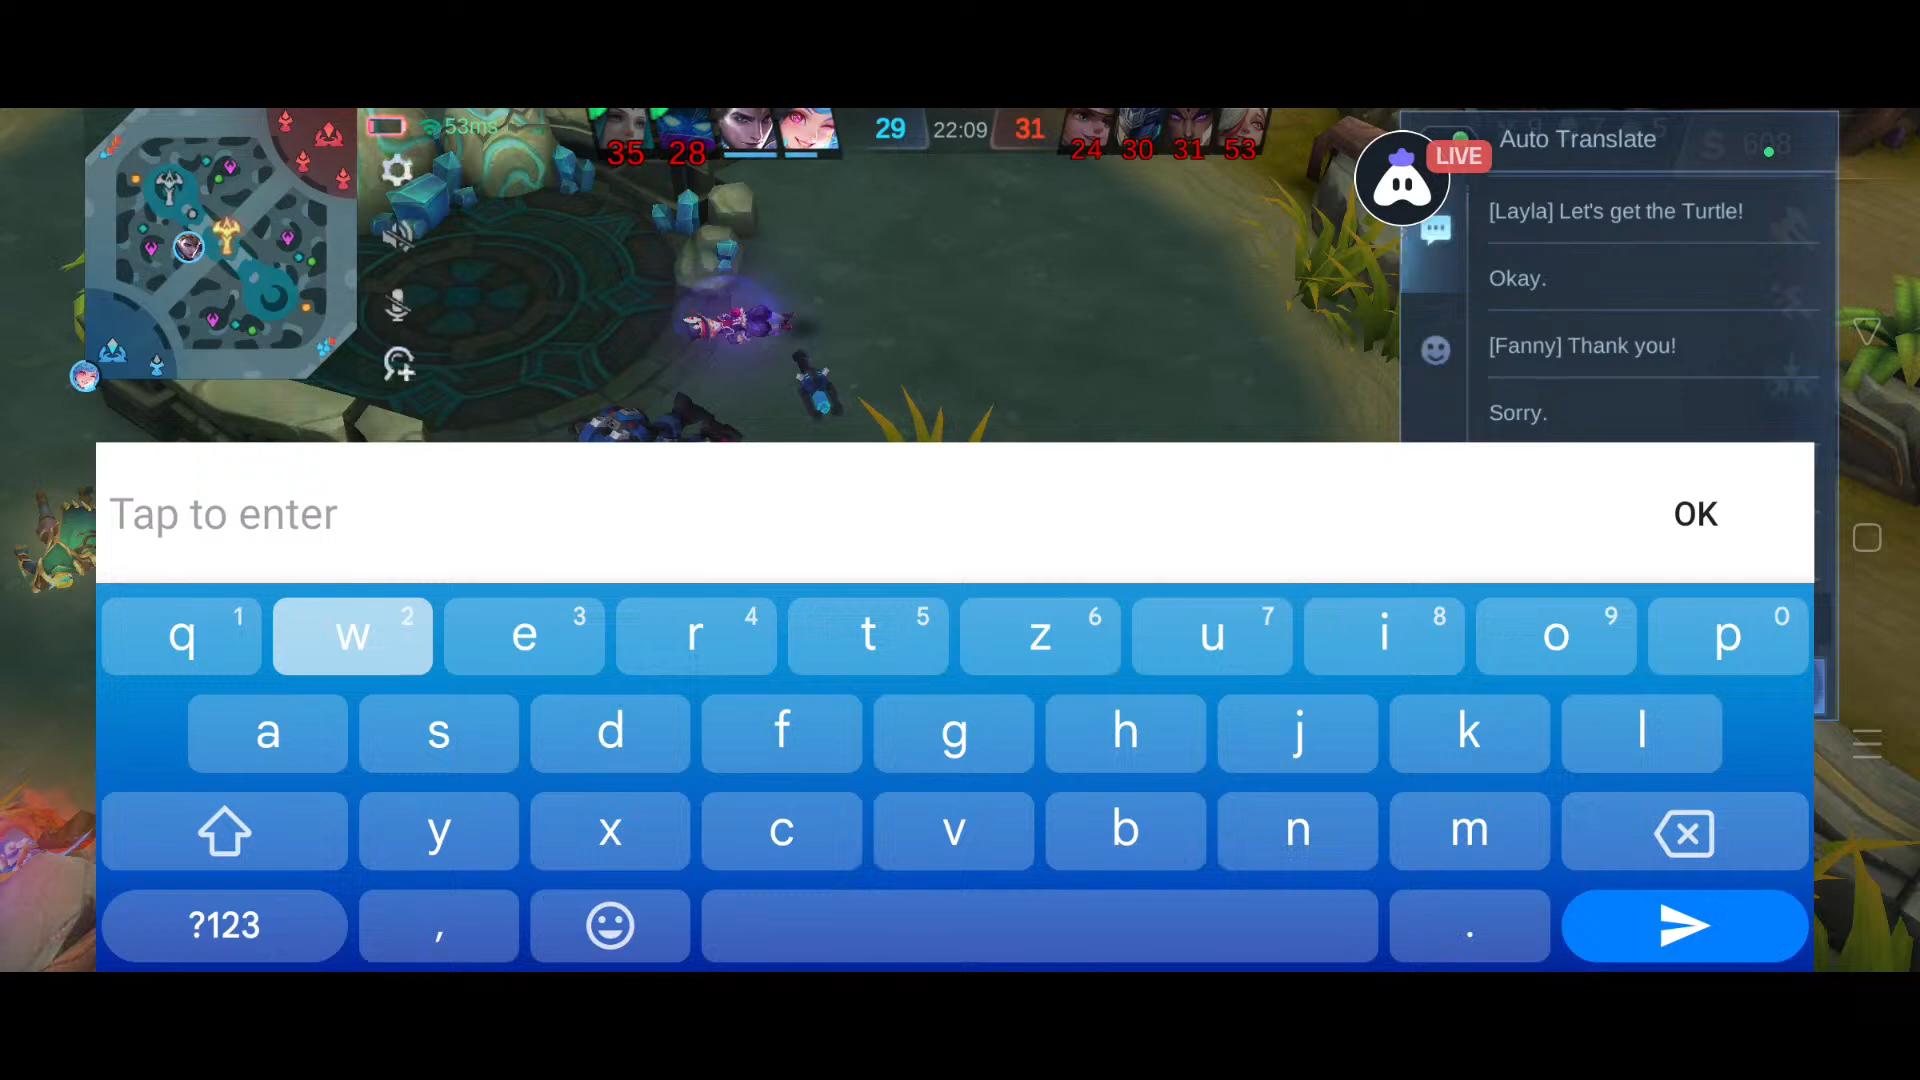 53ms
35
28
29
22:09
31
24
30
31
53
LIVE
Auto Translate
[Layla] Let's get the Turtle!
Okay.
[Fanny] Thank you!
Sorry.
Tap to enter
OK
q 1 w 2 e 3 r 4 t 5 z 6 u 7 i 8 o 9 p 0
a s d f g h j k l
y x c v b n m
?123 , .